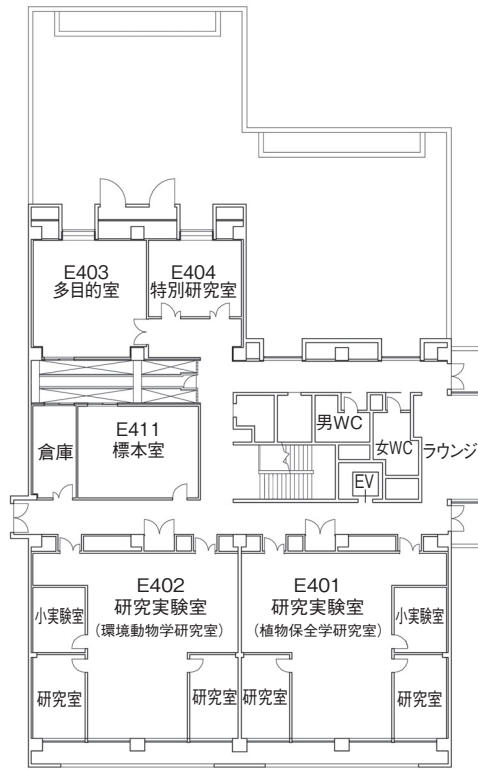 E403
多目的室
E404
特別研究室
倉庫
E411
標本室
男WC
女WC
ラウンジ
EV
E402
研究実験室
（環境動物学研究室）
E401
研究実験室
（植物保全学研究室）
小実験室
小実験室
研究室
研究室
研究室
研究室